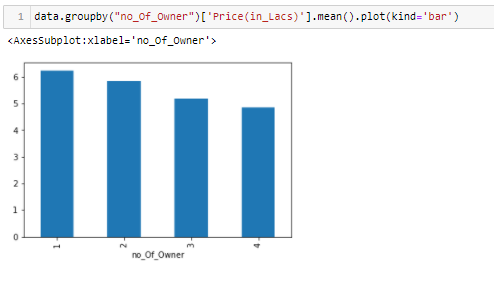 1 data.groupby("no_Of_Owner")['Price(in_Lacs)'].mean().plot(kind='bar')
<AxesSubplot:xlabel='no_Of_Owner'>
6
5
4
3
2
1
0
1 2 3 4
no_Of_Owner